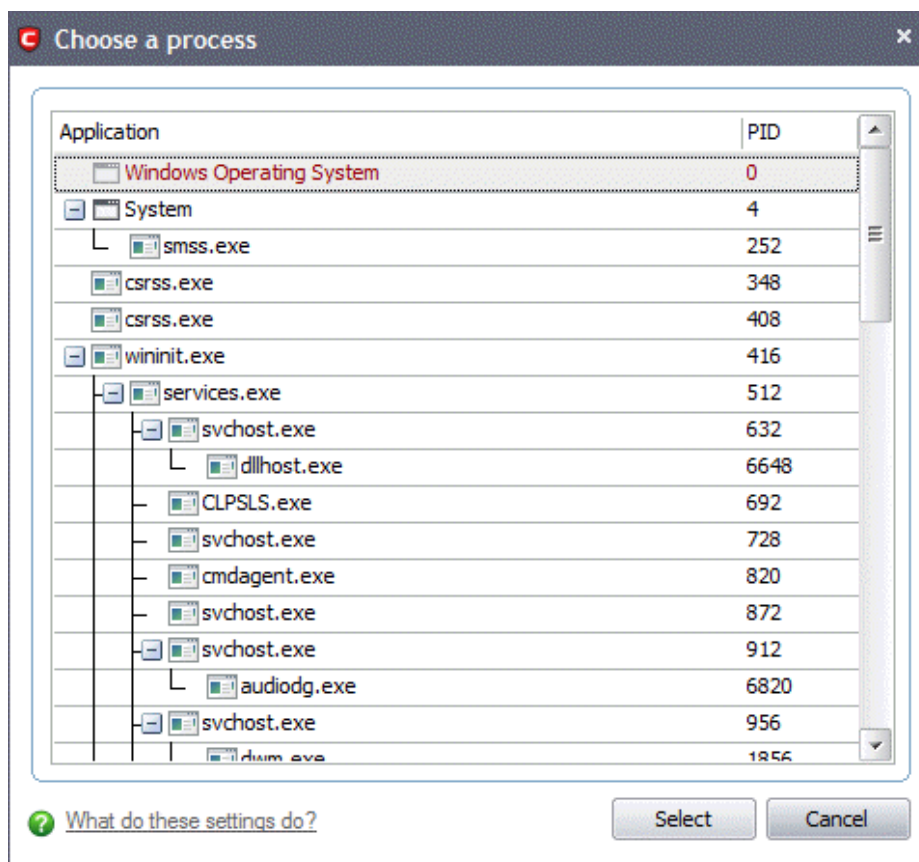 Choose a process
Application PID
Windows Operating System 0
System 4
smss.exe 252
csrss.exe 348
csrss.exe 408
wininit.exe 416
services.exe 512
svchost.exe 632
dllhost.exe 6648
CLPSLS.exe 692
svchost.exe 728
cmdagent.exe 820
svchost.exe 872
svchost.exe 912
audiodg.exe 6820
svchost.exe 956
dwm.exe 1856
What do these settings do?
Select Cancel